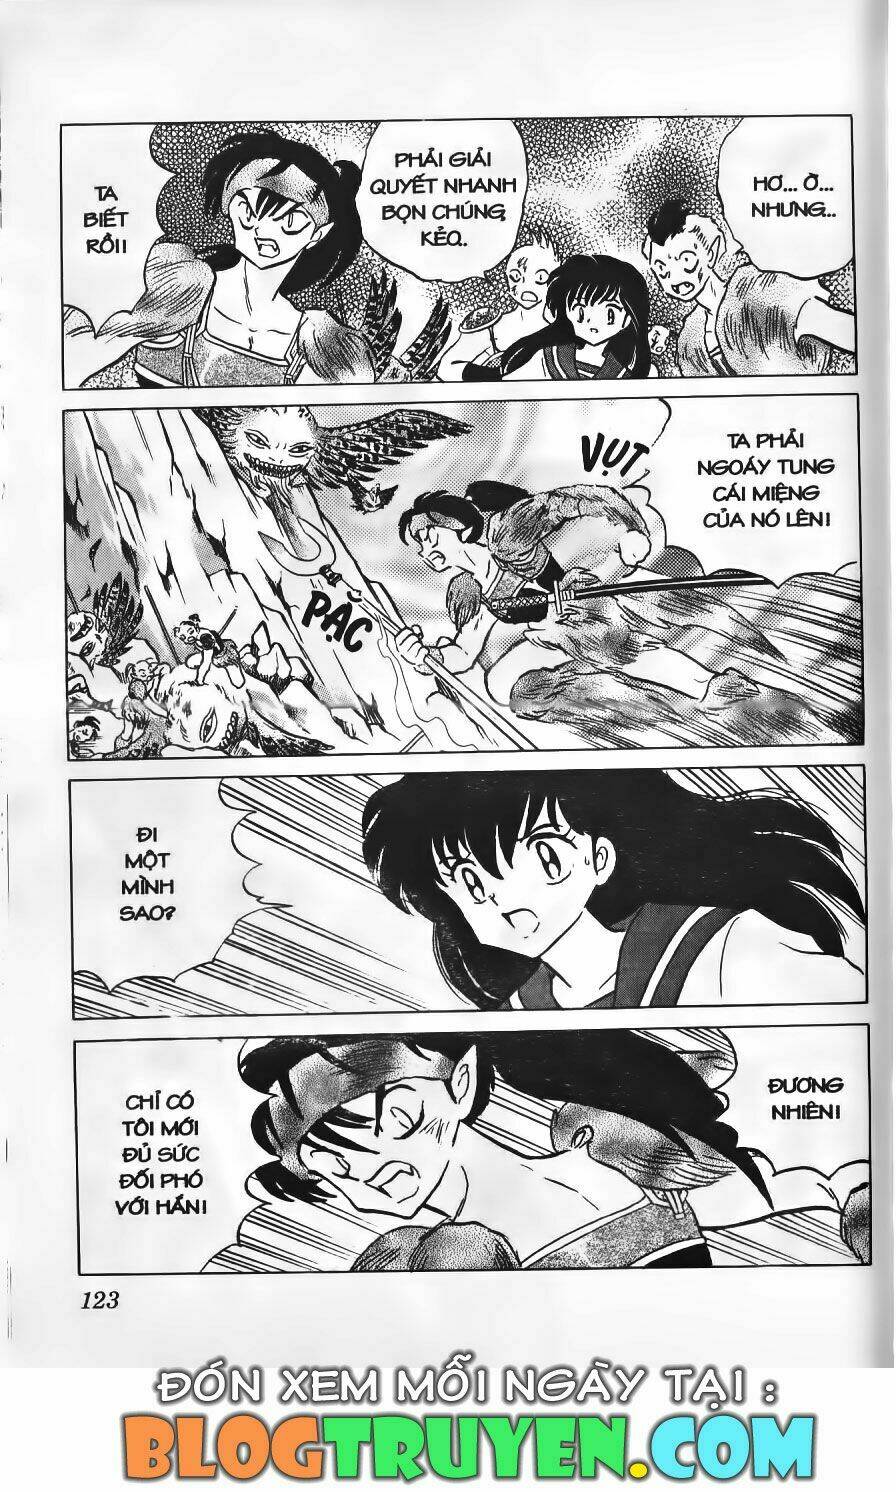 HƠ... Ờ...
NHƯNG...
PHẢI GIẢI
QUYẾT NHANH
BỌN CHÚNG,
KẺO...
TA
BIẾT
RỒI!
TA PHẢI
NGOÁY TUNG
CÁI MIỆNG
CỦA NÓ LÊN!
VỤT
PẶC
ĐI
MỘT
MÌNH
SAO?
ĐƯƠNG
NHIÊN!
CHỈ CÓ
TÔI MỚI
ĐỦ SỨC
ĐỐI PHÓ
VỚI HẮN!
123
ĐÓN XEM MỖI NGÀY TẠI :
BLOGTRUYEN.COM